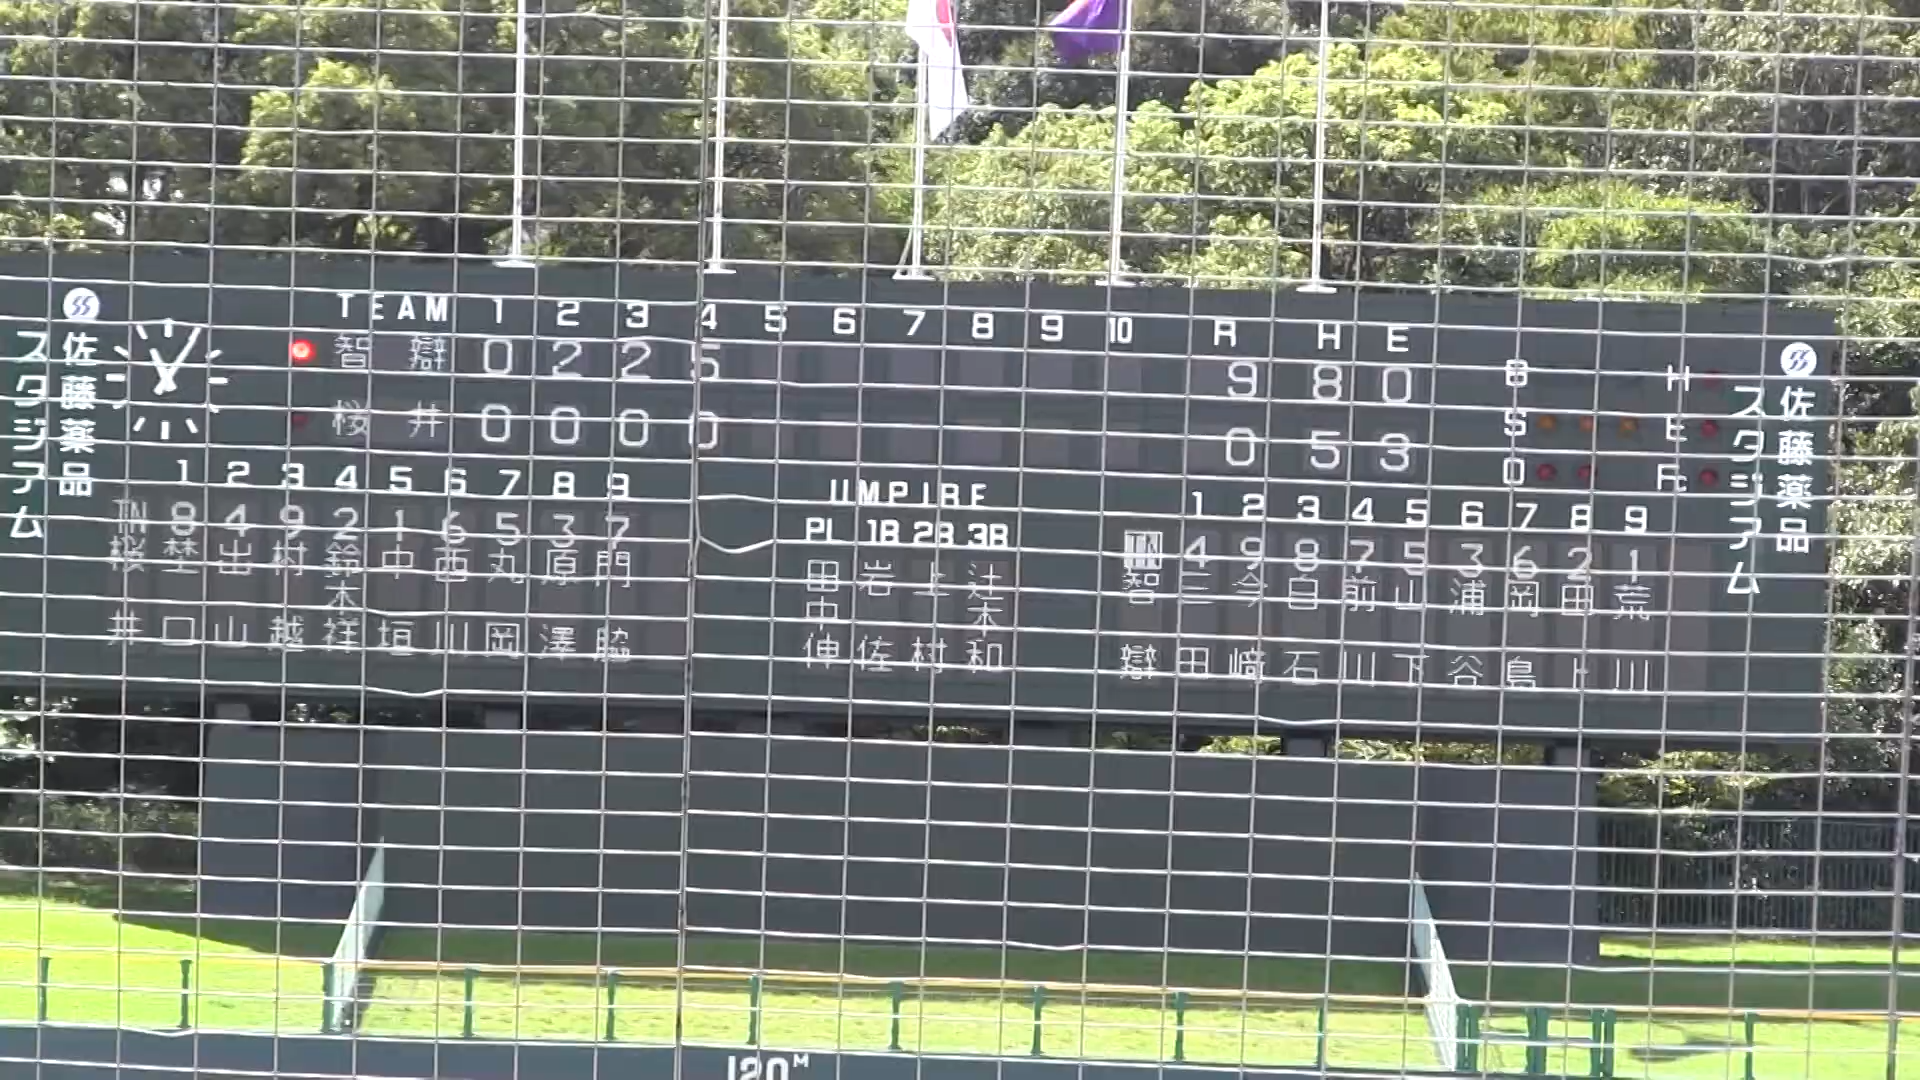 佐藤薬品
スタジアム
TEAM 1 2 3 4 5 6 7 8 9 10 R H E
智辯 0 2 2 5 9 8 0
桜井 0 0 0 0 0 5 3
B H
S E
O Fc
1 2 3 4 5 6 7 8 9
8 4 9 2 1 6 5 3 7
桜井 埜口 出山 村越 鈴木祥 中垣 西川 丸岡 原澤 門脇
UMPIRE
PL 1B 2B 3B
田中伸 岩佐 上村 辻本和
1 2 3 4 5 6 7 8 9
4 9 8 7 5 3 6 2 1
智辯 三田 今﨑 白石 前川 山下 浦谷 岡島 田上 荒川
佐藤薬品
スタジアム
120M